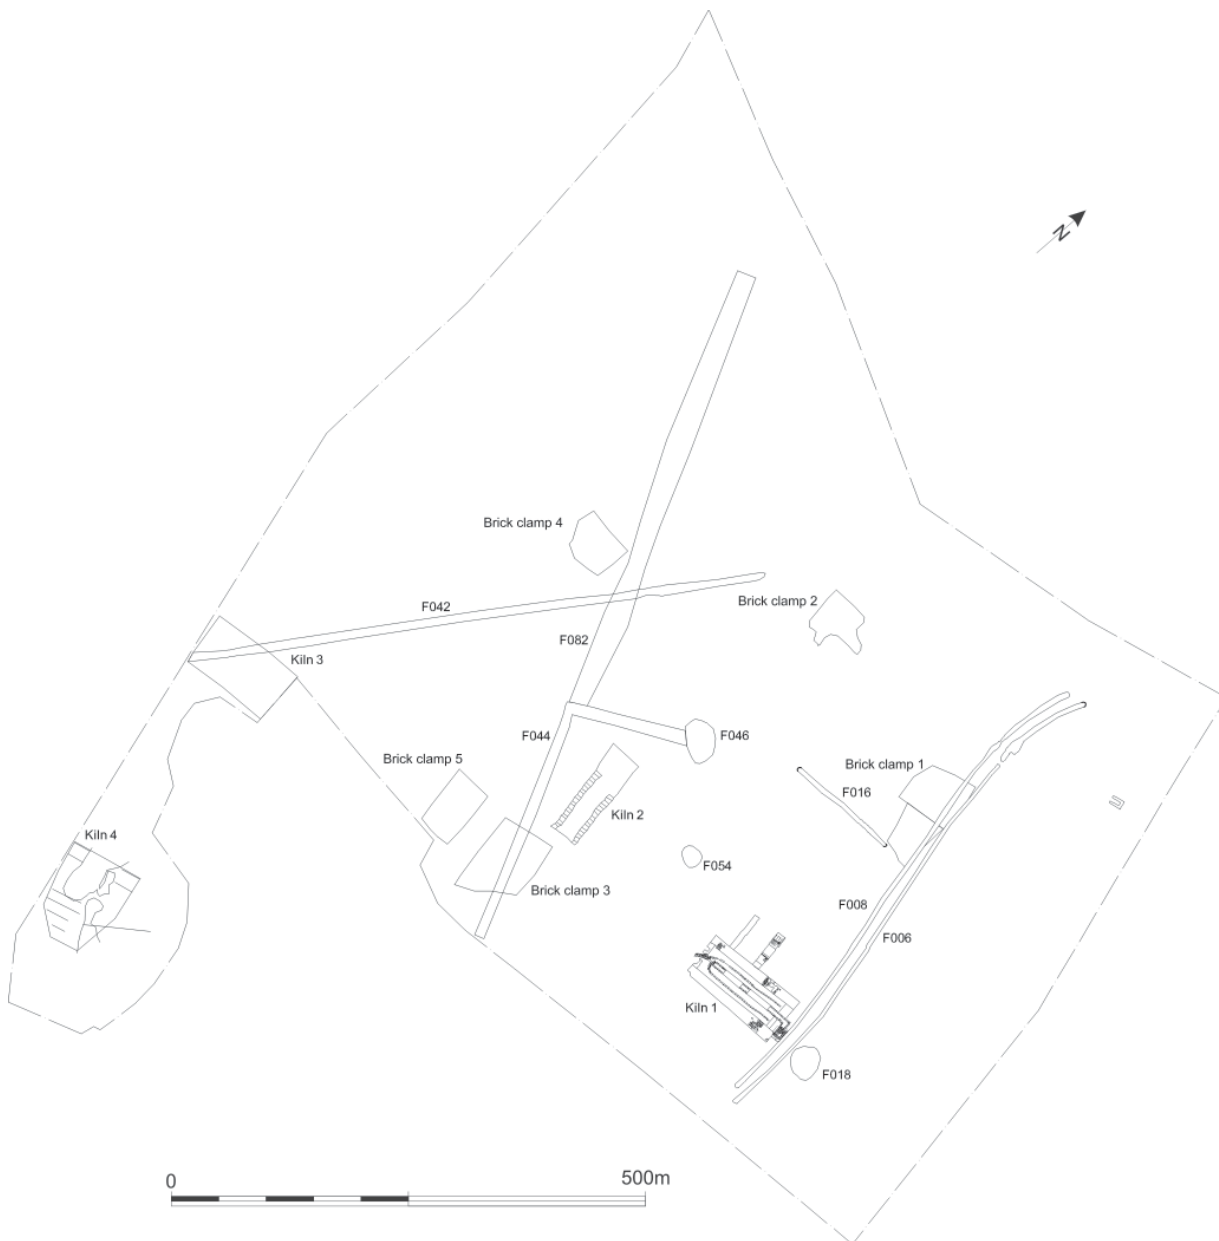 N
Brick clamp 4
Brick clamp 2
F042
F082
Kiln 3
F044
F046
Brick clamp 5
Brick clamp 1
F016
Kiln 2
Kiln 4
F054
Brick clamp 3
F008
F006
Kiln 1
F018
0 500m